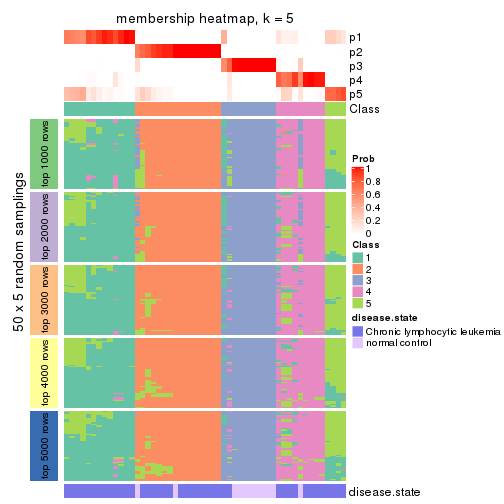 membership heatmap, k = 5
p1
p2
p3
p4
p5
Class
50 x 5 random samplings
top 1000 rows
top 2000 rows
top 3000 rows
top 4000 rows
top 5000 rows
disease.state
Prob
1
0.8
0.6
0.4
0.2
0
Class
1
2
3
4
5
disease.state
Chronic lymphocytic leukemia
normal control